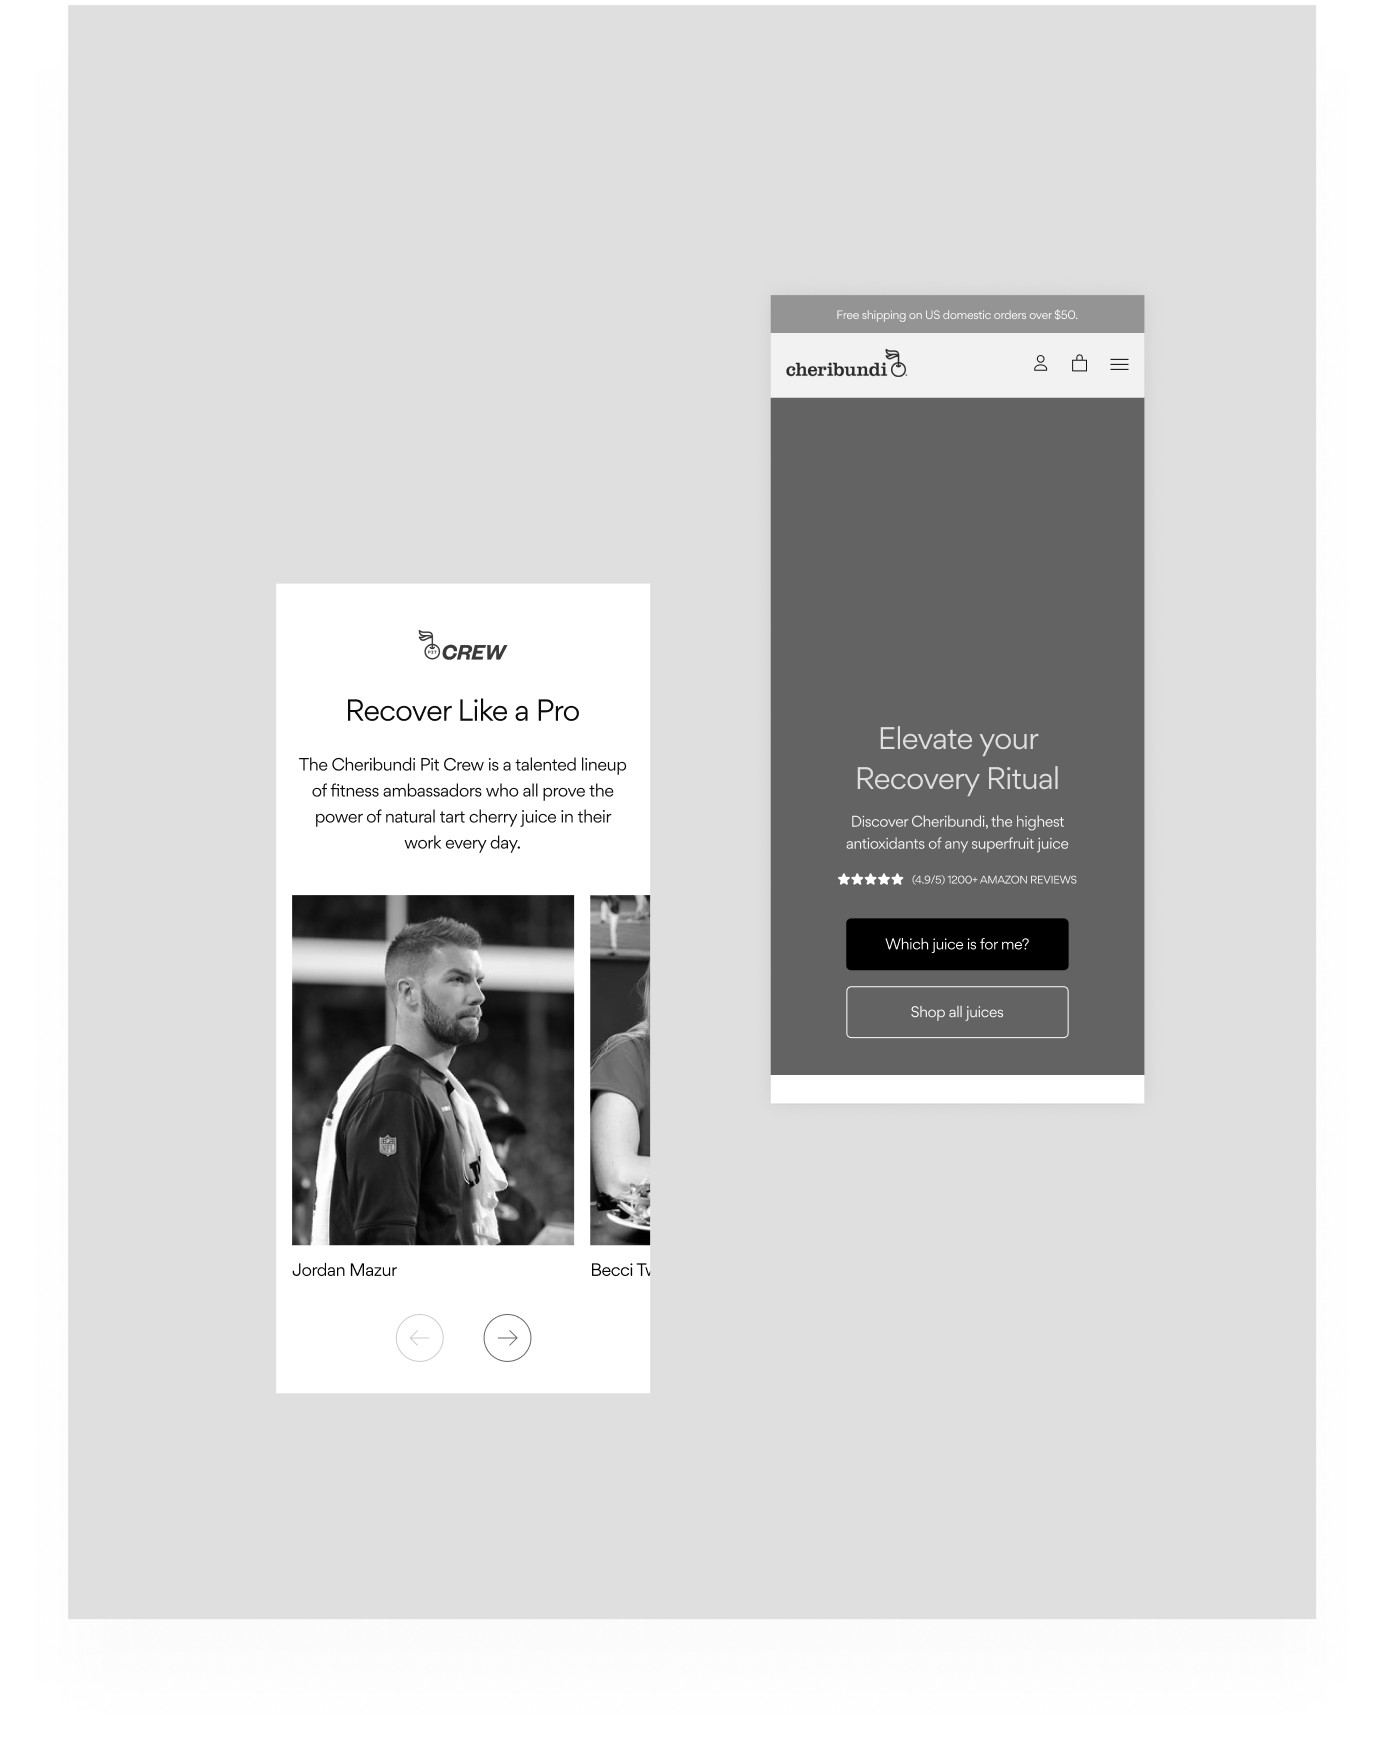 PIT CREW
Recover Like a Pro
The Cheribundi Pit Crew is a talented lineup
of fitness ambassadors who all prove the
power of natural tart cherry juice in their
work every day.
NFL
Jordan Mazur
Becci
Free shipping on US domestic orders over $50.
cheribundi
Elevate your
Recovery Ritual
Discover Cheribundi, the highest
antioxidants of any superfruit juice
(4.9/5) 1200+ AMAZON REVIEWS
Which juice is for me?
Shop all juices